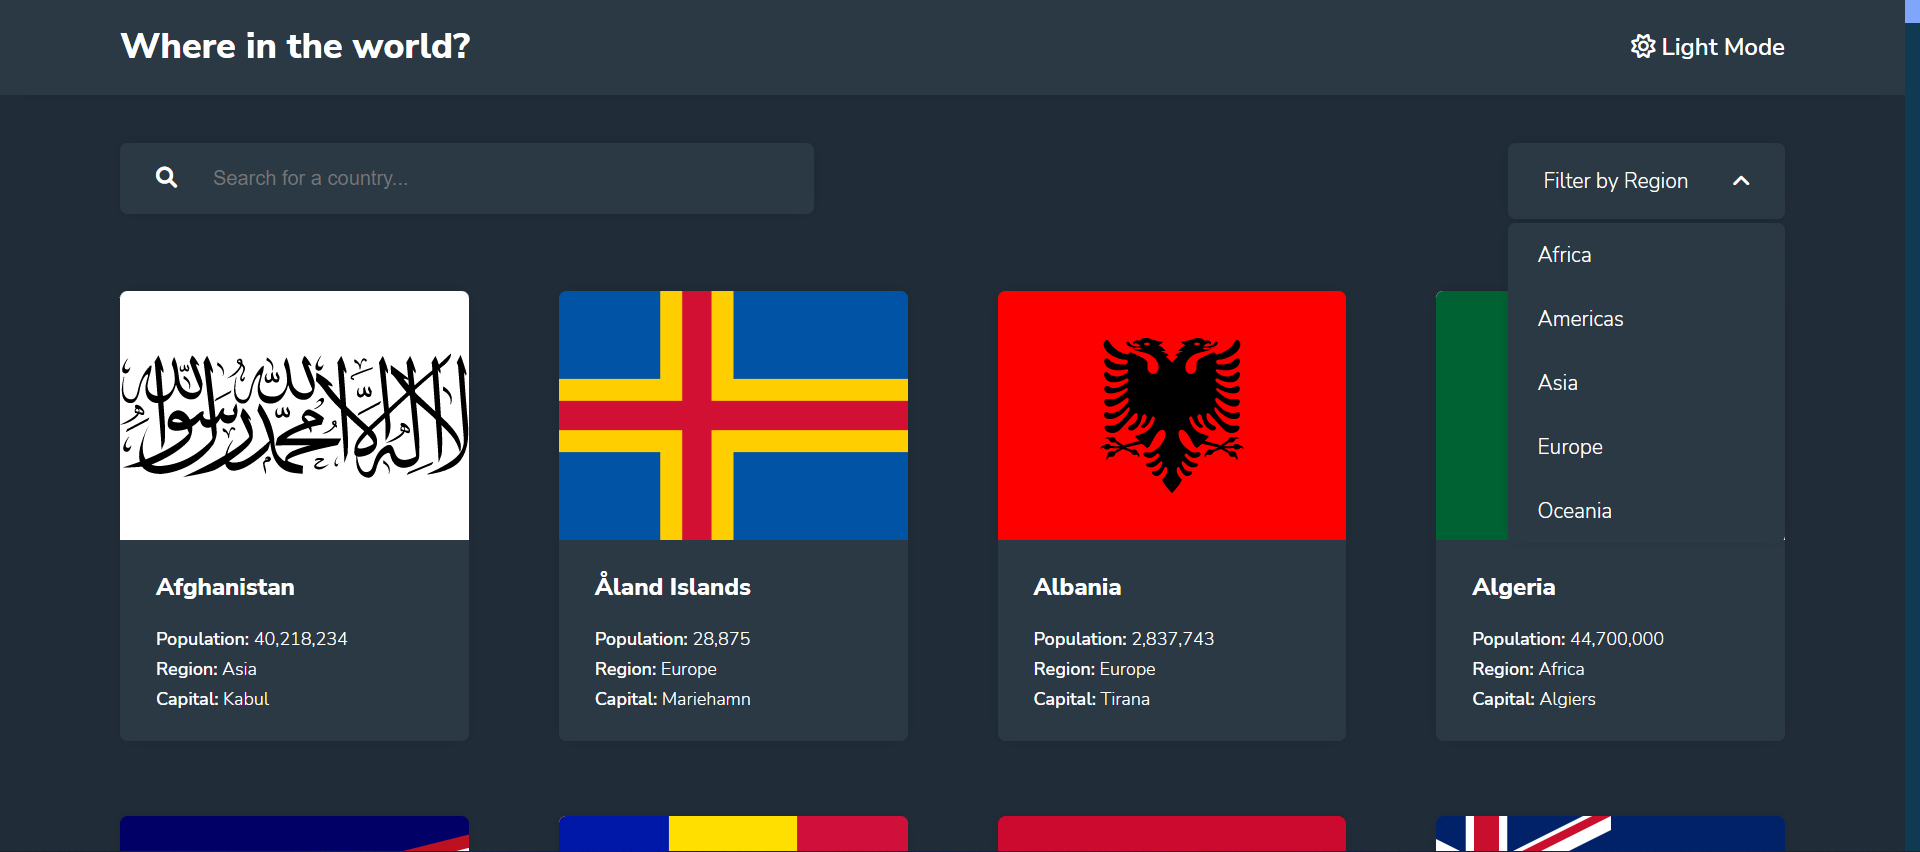 Where in the world?
Light Mode
Search for a country...
Filter by Region
Africa
Americas
Asia
Europe
Oceania
لا إله إلا الله محمد رسول الله
Afghanistan
Population: 40,218,234
Region: Asia
Capital: Kabul
Åland Islands
Population: 28,875
Region: Europe
Capital: Mariehamn
Albania
Population: 2,837,743
Region: Europe
Capital: Tirana
Algeria
Population: 44,700,000
Region: Africa
Capital: Algiers